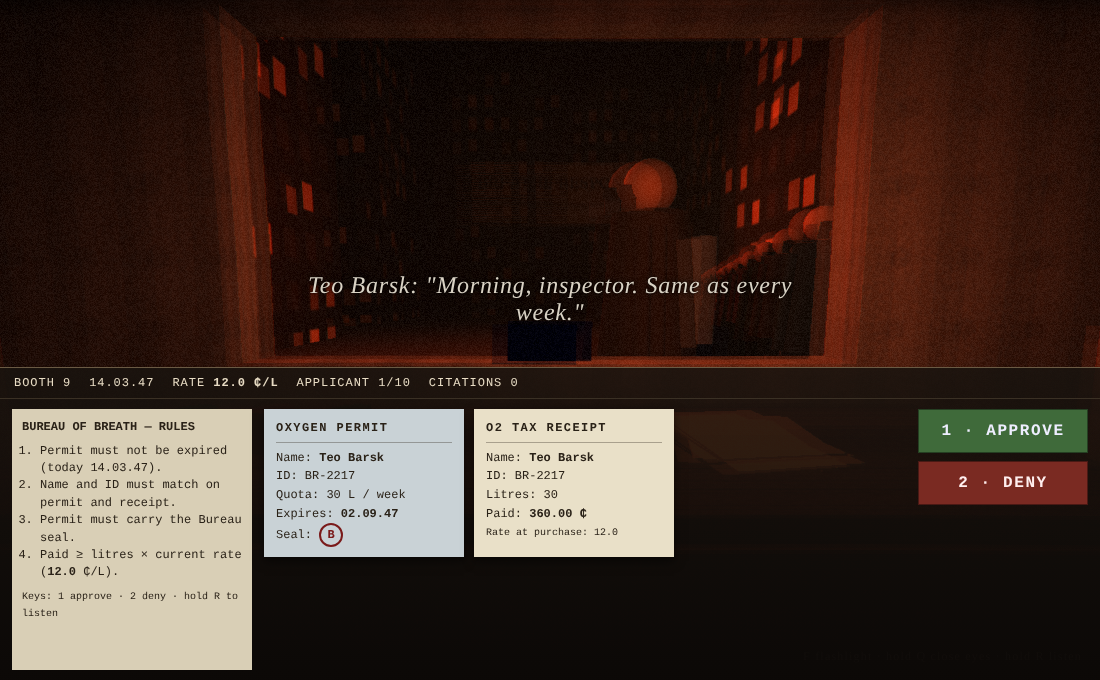 Teo Barsk: "Morning, inspector. Same as every
week."
BOOTH 9 14.03.47 RATE 12.0 ₵/L APPLICANT 1/10 CITATIONS 0
BUREAU OF BREATH — RULES
1. Permit must not be expired
(today 14.03.47).
2. Name and ID must match on
permit and receipt.
3. Permit must carry the Bureau
seal.
4. Paid ≥ litres × current rate
(12.0 ₵/L).
Keys: 1 approve · 2 deny · hold R to
listen
OXYGEN PERMIT
Name: Teo Barsk
ID: BR-2217
Quota: 30 L / week
Expires: 02.09.47
Seal: B
O2 TAX RECEIPT
Name: Teo Barsk
ID: BR-2217
Litres: 30
Paid: 360.00 ₵
Rate at purchase: 12.0
1 · APPROVE
2 · DENY